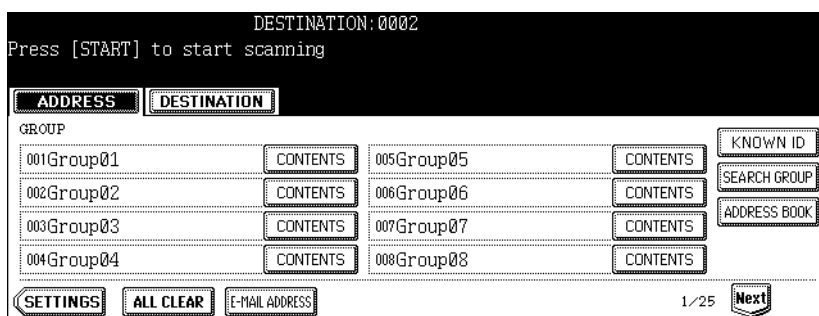 DESTINATION:0002
Press [START] to start scanning
ADDRESS DESTINATION
GROUP
KNOWN ID
001Group01 CONTENTS 005Group05 CONTENTS
SEARCH GROUP
002Group02 CONTENTS 006Group06 CONTENTS
003Group03 CONTENTS 007Group07 CONTENTS
ADDRESS BOOK
004Group04 CONTENTS 008Group08 CONTENTS
SETTINGS ALL CLEAR E-MAIL ADDRESS 1/25 Next